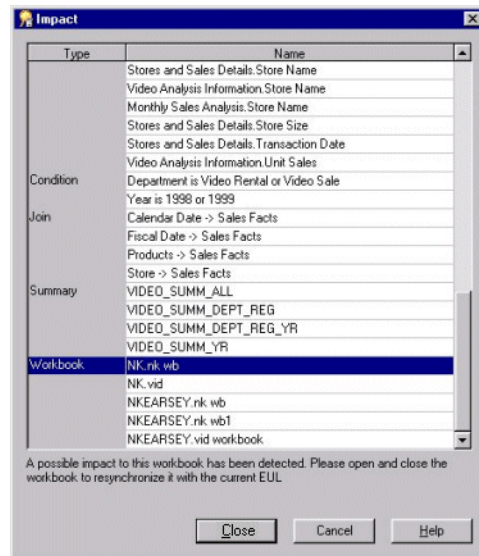 Impact
Type Name
Stores and Sales Details.Store Name
Video Analysis Information.Store Name
Monthly Sales Analysis.Store Name
Stores and Sales Details.Store Size
Stores and Sales Details.Transaction Date
Video Analysis Information.Unit Sales
Condition Department is Video Rental or Video Sale
Year is 1998 or 1999
Join Calendar Date -> Sales Facts
Fiscal Date -> Sales Facts
Products -> Sales Facts
Store -> Sales Facts
Summary VIDEO_SUMM_ALL
VIDEO_SUMM_DEPT_REG
VIDEO_SUMM_DEPT_REG_YR
VIDEO_SUMM_YR
Workbook NK.nk wb
NK.vid
NKEARSEY.nk wb
NKEARSEY.nk wb1
NKEARSEY.vid workbook
A possible impact to this workbook has been detected. Please open and close the
workbook to resynchronize it with the current EUL
Close Cancel Help